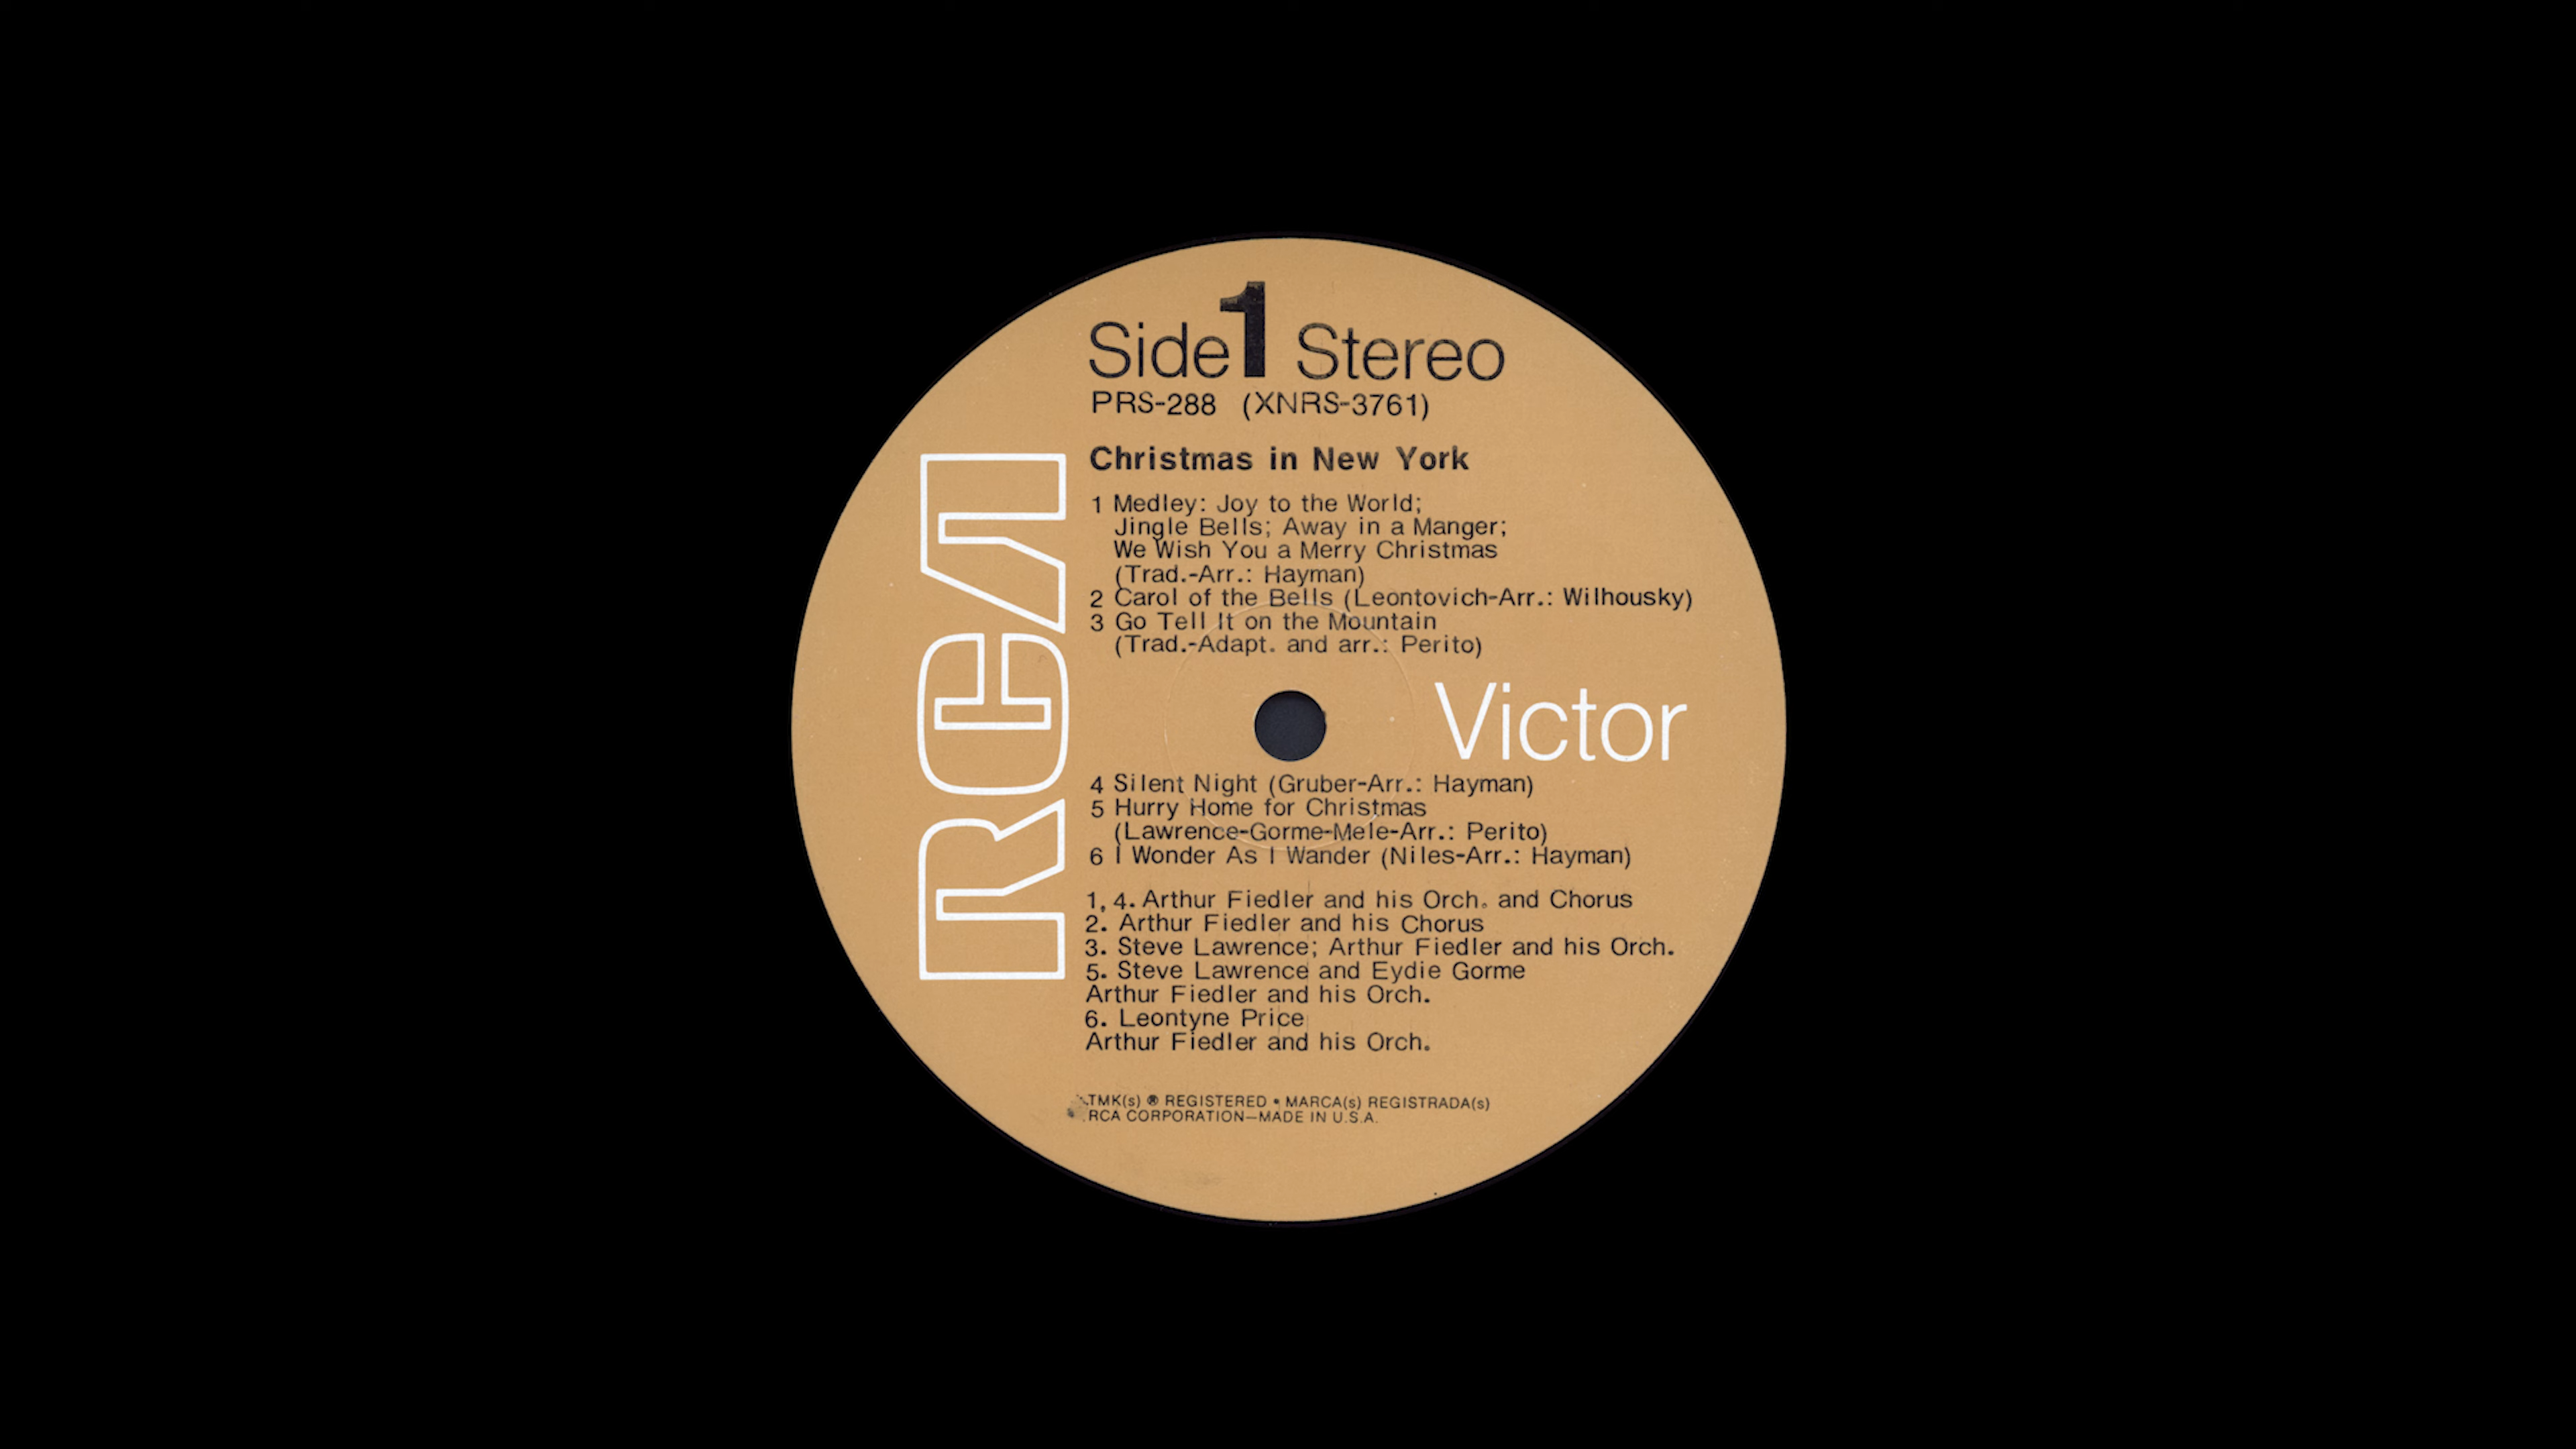 Side 1 Stereo
PRS-288 (XNRS-3761)
Christmas in New York
1 Medley: Joy to the World;
Jingle Bells; Away in a Manger;
We Wish You a Merry Christmas
(Trad.-Arr.: Hayman)
2 Carol of the Bells (Leontovich-Arr.: Wilhousky)
3 Go Tell It on the Mountain
(Trad.-Adapt. and arr.: Perito)
RCA
Victor
4 Silent Night (Gruber-Arr.: Hayman)
5 Hurry Home for Christmas
(Lawrence-Gorme-Mele-Arr.: Perito)
6 I Wonder As I Wander (Niles-Arr.: Hayman)
1, 4. Arthur Fiedler and his Orch. and Chorus
2. Arthur Fiedler and his Chorus
3. Steve Lawrence; Arthur Fiedler and his Orch.
5. Steve Lawrence and Eydie Gorme
Arthur Fiedler and his Orch.
6. Leontyne Price
Arthur Fiedler and his Orch.
TMK(s) ® REGISTERED • MARCA(s) REGISTRADA(s)
RCA CORPORATION—MADE IN U.S.A.